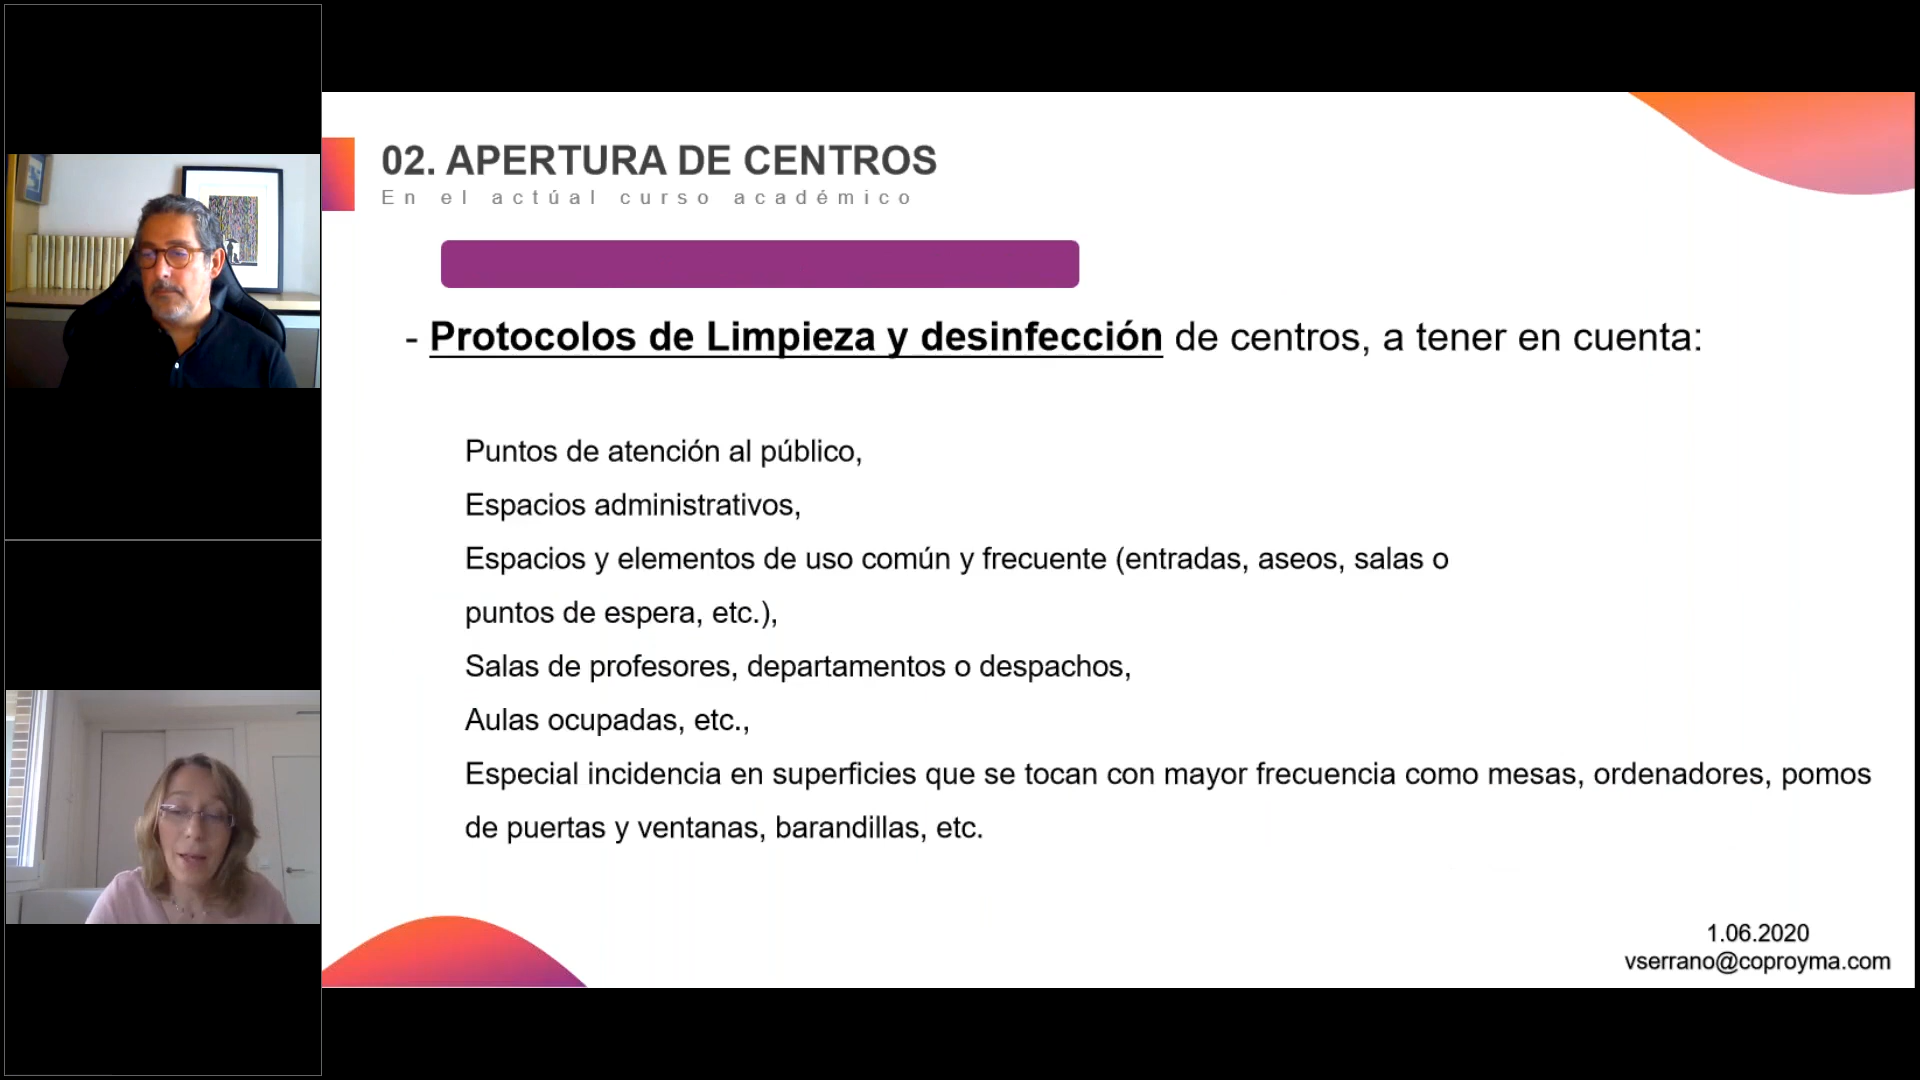 02. APERTURA DE CENTROS
En el actúal curso académico
- Protocolos de Limpieza y desinfección de centros, a tener en cuenta:
Puntos de atención al público,
Espacios administrativos,
Espacios y elementos de uso común y frecuente (entradas, aseos, salas o
puntos de espera, etc.),
Salas de profesores, departamentos o despachos,
Aulas ocupadas, etc.,
Especial incidencia en superficies que se tocan con mayor frecuencia como mesas, ordenadores, pomos
de puertas y ventanas, barandillas, etc.
1.06.2020
vserrano@coproyma.com